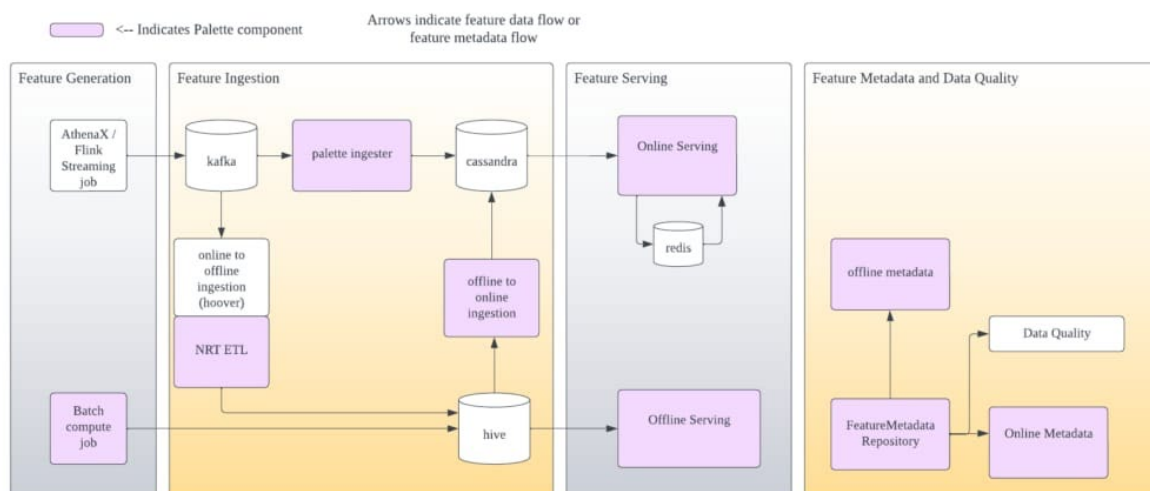 <-- Indicates Palette component
Arrows indicate feature data flow or
feature metadata flow
Feature Generation
AthenaX /
Flink
Streaming
job
Batch
compute
job
Feature Ingestion
kafka
palette ingester
cassandra
online to
offline
ingestion
(hoover)
NRT ETL
offline to
online
ingestion
hive
Feature Serving
Online Serving
redis
Offline Serving
Feature Metadata and Data Quality
offline metadata
Data Quality
FeatureMetadata
Repository
Online Metadata